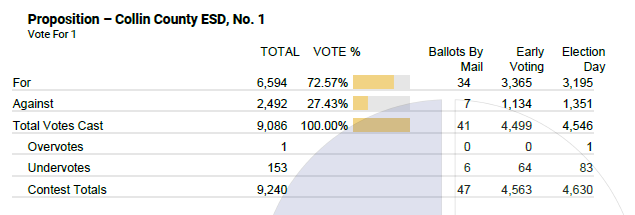 Proposition – Collin County ESD, No. 1
Vote For 1
TOTAL VOTE % Ballots By Mail Early Voting Election Day
For 6,594 72.57% 34 3,365 3,195
Against 2,492 27.43% 7 1,134 1,351
Total Votes Cast 9,086 100.00% 41 4,499 4,546
Overvotes 1 0 0 1
Undervotes 153 6 64 83
Contest Totals 9,240 47 4,563 4,630